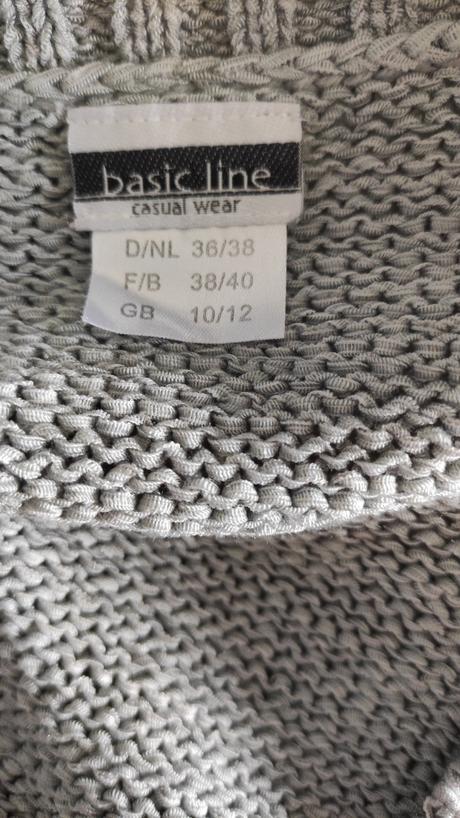 basic line
casual wear
D/NL 36/38
F/B 38/40
GB 10/12